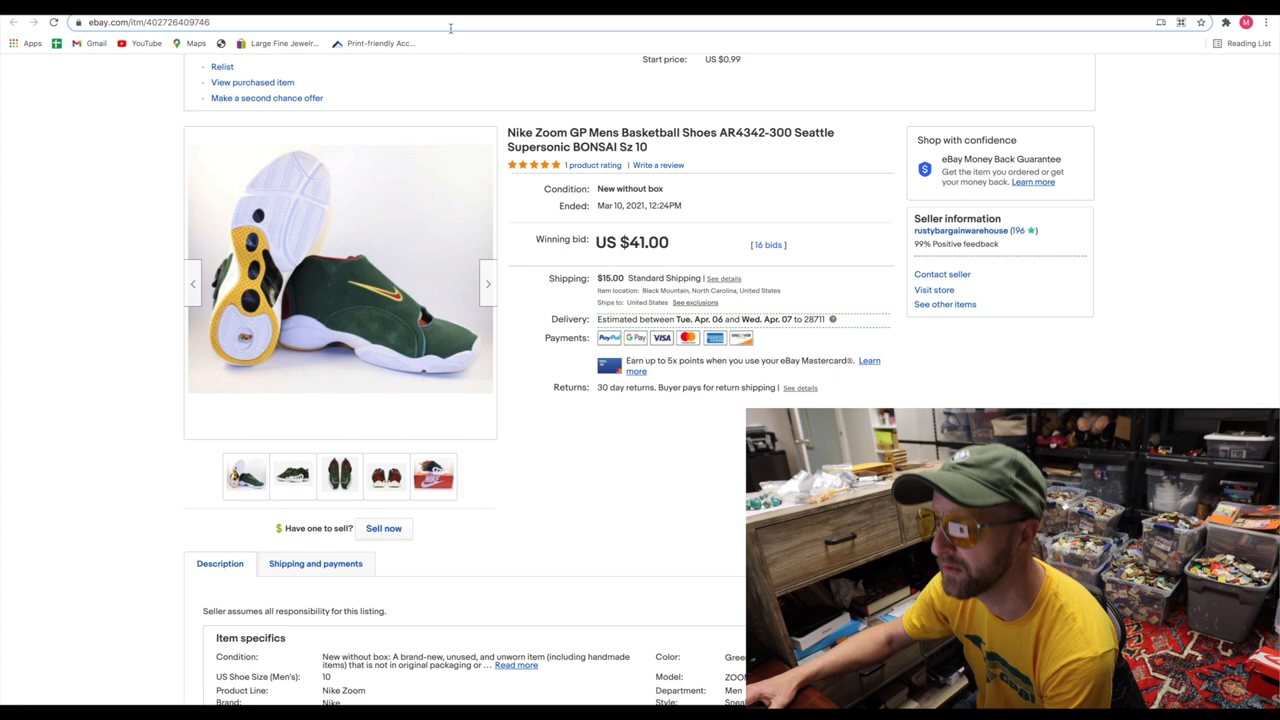 ebay.com/itm/402726409746
Apps Gmail YouTube Maps Large Fine Jewelr... Print-friendly Acc... Reading List
M
Relist
View purchased item
Make a second chance offer
Start price: US $0.99
Nike Zoom GP Mens Basketball Shoes AR4342-300 Seattle
Supersonic BONSAI Sz 10
1 product rating | Write a review
Condition: New without box
Ended: Mar 10, 2021, 12:24PM
Winning bid: US $41.00 [ 16 bids ]
Shipping: $15.00 Standard Shipping | See details
Item location: Black Mountain, North Carolina, United States
Ships to: United States See exclusions
Delivery: Estimated between Tue. Apr. 06 and Wed. Apr. 07 to 28711
Payments: PayPal G Pay VISA DISCOVER
Earn up to 5x points when you use your eBay Mastercard®. Learn
more
Returns: 30 day returns. Buyer pays for return shipping | See details
Shop with confidence
eBay Money Back Guarantee
Get the item you ordered or get
your money back. Learn more
Seller information
rustybargainwarehouse (196 )
99% Positive feedback
Contact seller
Visit store
See other items
Have one to sell? Sell now
Description Shipping and payments
Seller assumes all responsibility for this listing.
Item specifics
Condition: New without box: A brand-new, unused, and unworn item (including handmade
items) that is not in original packaging or ... Read more
US Shoe Size (Men's): 10
Product Line: Nike Zoom
Brand: Nike
Color: Gree
Model: ZOO
Department: Men
Style: Snea